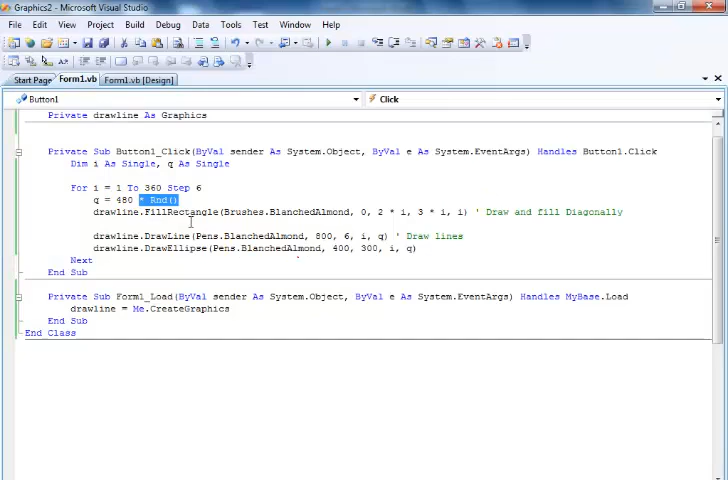 Graphics2 - Microsoft Visual Studio
File Edit View Project Build Debug Data Tools Test Window Help
Start Page Form1.vb Form1.vb [Design]
Button1 Click
Private drawline As Graphics
Private Sub Button1_Click(ByVal sender As System.Object, ByVal e As System.EventArgs) Handles Button1.Click
Dim i As Single, q As Single
For i = 1 To 360 Step 6
q = 480 * Rnd()
drawline.FillRectangle(Brushes.BlanchedAlmond, 0, 2 * i, 3 * i, i) ' Draw and fill Diagonally
drawline.DrawLine(Pens.BlanchedAlmond, 800, 6, i, q) ' Draw lines
drawline.DrawEllipse(Pens.BlanchedAlmond, 400, 300, i, q)
Next
End Sub
Private Sub Form1_Load(ByVal sender As System.Object, ByVal e As System.EventArgs) Handles MyBase.Load
drawline = Me.CreateGraphics
End Sub
End Class